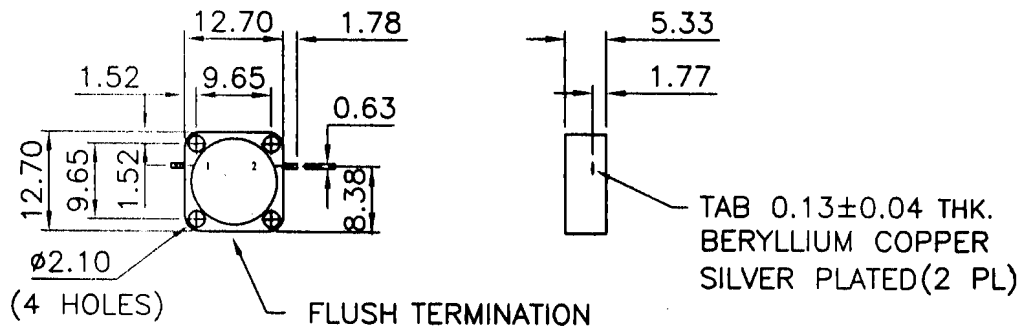 12.70
1.78
5.33
1.52
9.65
0.63
1.77
12.70
9.65
1.52
1
2
8.38
ø2.10
(4 HOLES)
FLUSH TERMINATION
TAB 0.13±0.04 THK.
BERYLLIUM COPPER
SILVER PLATED(2 PL)